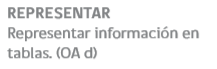 REPRESENTAR
Representar información en
tablas. (OA d)